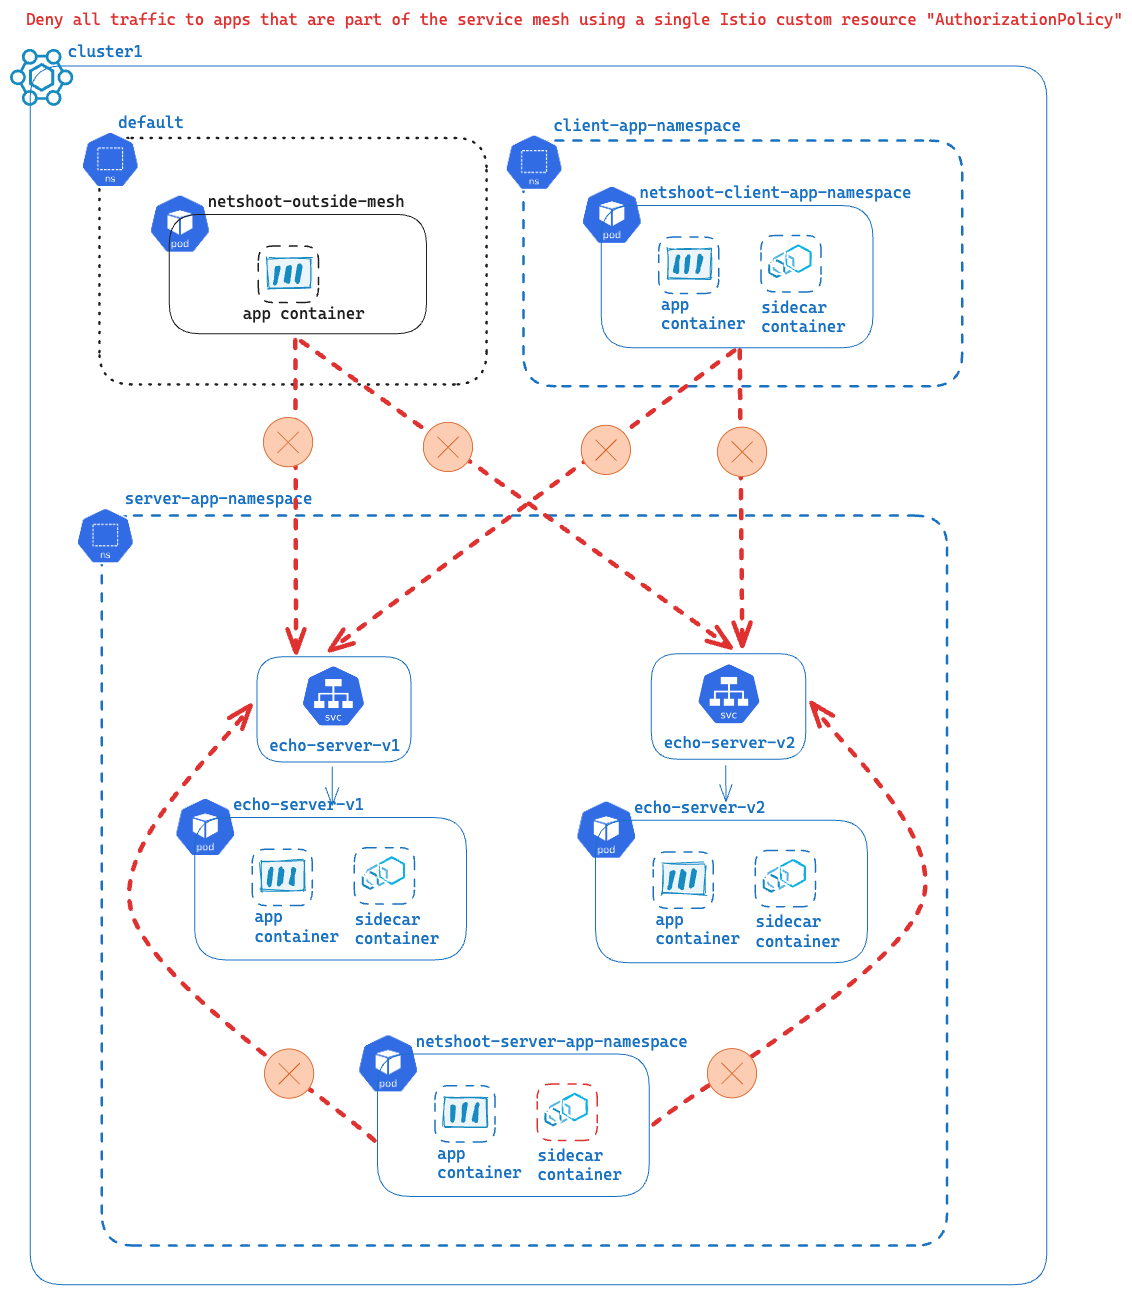 Deny all traffic to apps that are part of the service mesh using a single Istio custom resource "AuthorizationPolicy"
cluster1
default
ns
netshoot-outside-mesh
pod
app container
client-app-namespace
ns
netshoot-client-app-namespace
pod
app
container
sidecar
container
server-app-namespace
ns
svc
echo-server-v1
svc
echo-server-v2
echo-server-v1
pod
app
container
sidecar
container
echo-server-v2
pod
app
container
sidecar
container
netshoot-server-app-namespace
pod
app
container
sidecar
container